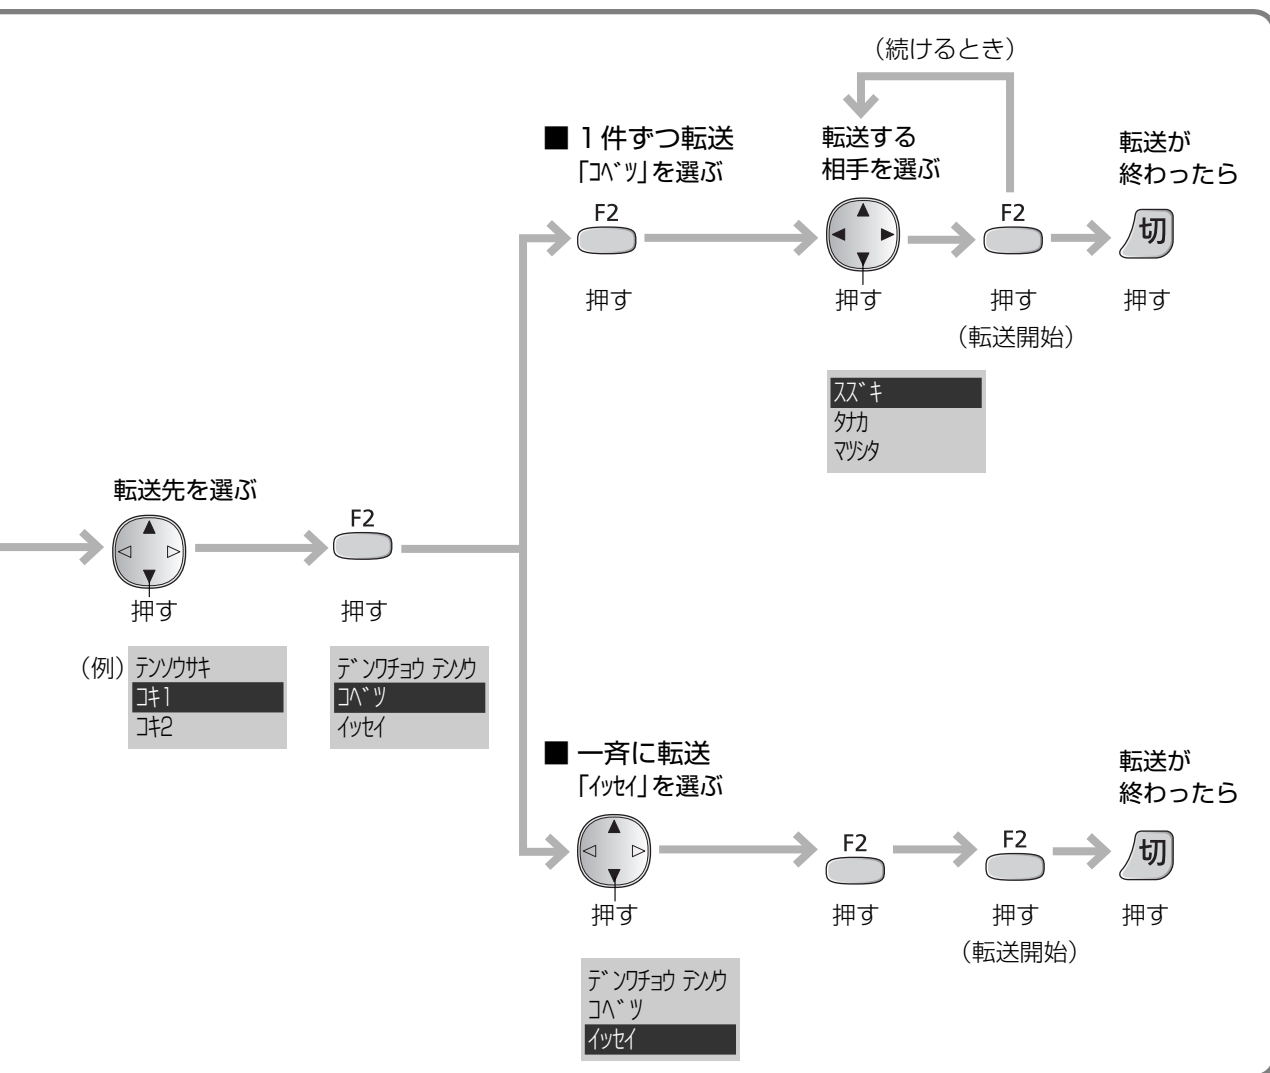 （続けるとき）
■ 1件ずつ転送
「ｺﾍﾞﾂ」を選ぶ
転送する
相手を選ぶ
転送が
終わったら
F2
F2
切
押す
押す
押す
押す
（転送開始）
ｽｽﾞｷ
ﾀﾅｶ
ﾏﾂｼﾀ
転送先を選ぶ
F2
押す
押す
（例）
ﾃﾝｿｳｻｷ
ｺｷ1
ｺｷ2
ﾃﾞﾝﾜﾁｮｳ ﾃﾝｿｳ
ｺﾍﾞﾂ
ｲｯｾｲ
■ 一斉に転送
「ｲｯｾｲ」を選ぶ
転送が
終わったら
F2
F2
切
押す
押す
押す
押す
（転送開始）
ﾃﾞﾝﾜﾁｮｳ ﾃﾝｿｳ
ｺﾍﾞﾂ
ｲｯｾｲ